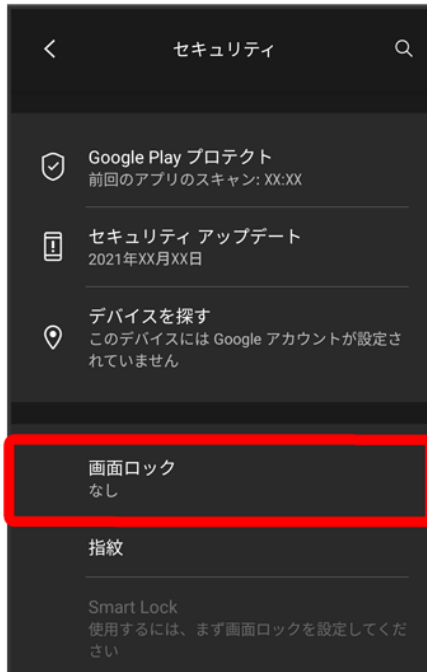 セキュリティ
Google Play プロテクト
前回のアプリのスキャン: XX:XX
セキュリティ アップデート
2021年XX月XX日
デバイスを探す
このデバイスには Google アカウントが設定さ
れていません
画面ロック
なし
指紋
Smart Lock
使用するには、まず画面ロックを設定してくだ
さい